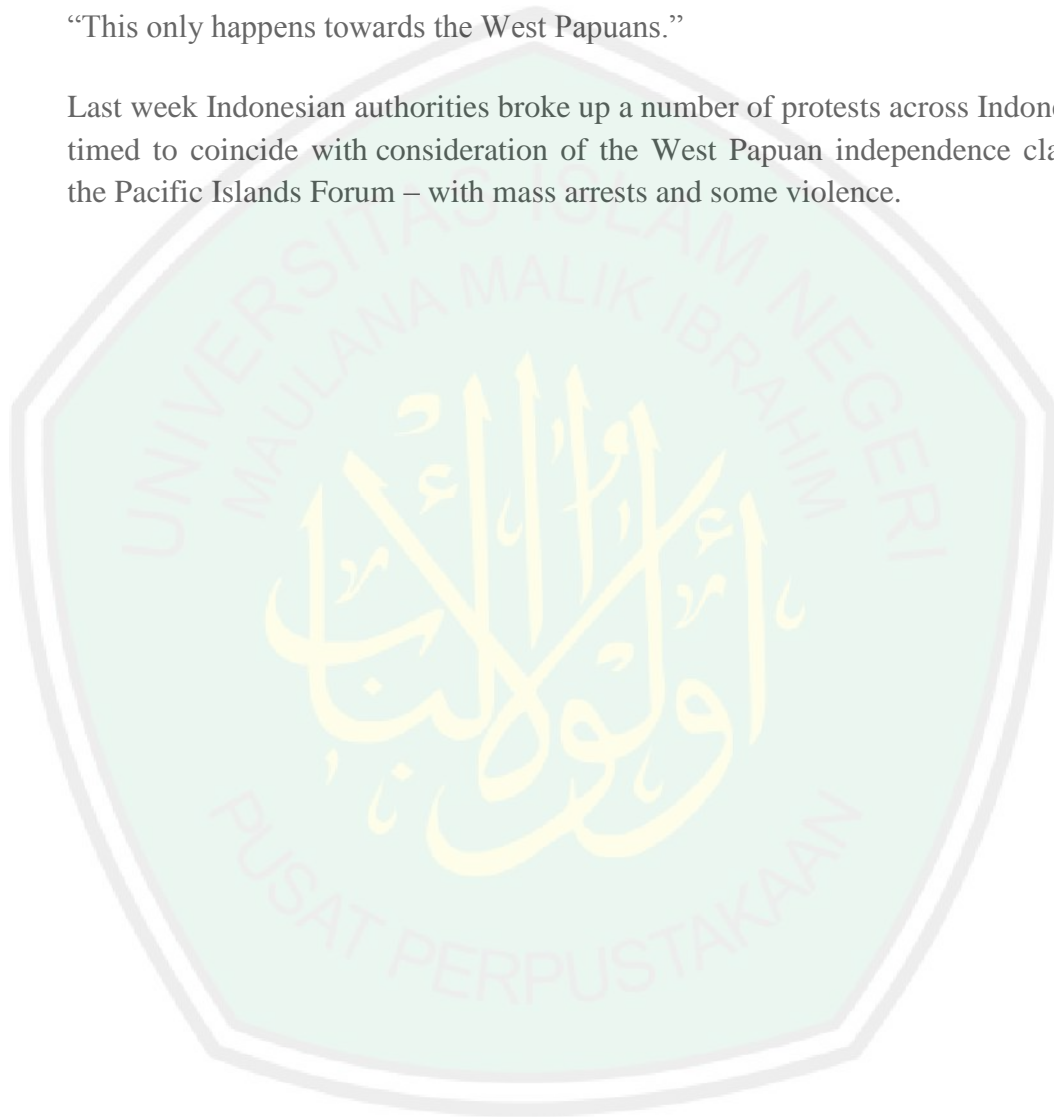 “This only happens towards the West Papuans.”
Last week Indonesian authorities broke up a number of protests across Indone
timed to coincide with consideration of the West Papuan independence cla
the Pacific Islands Forum – with mass arrests and some violence.
UNIVERSITAS ISLAM NEGERI
MAULANA MALIK IBRAHIM
أولو الألباب
PUSAT PERPUSTAKAAN